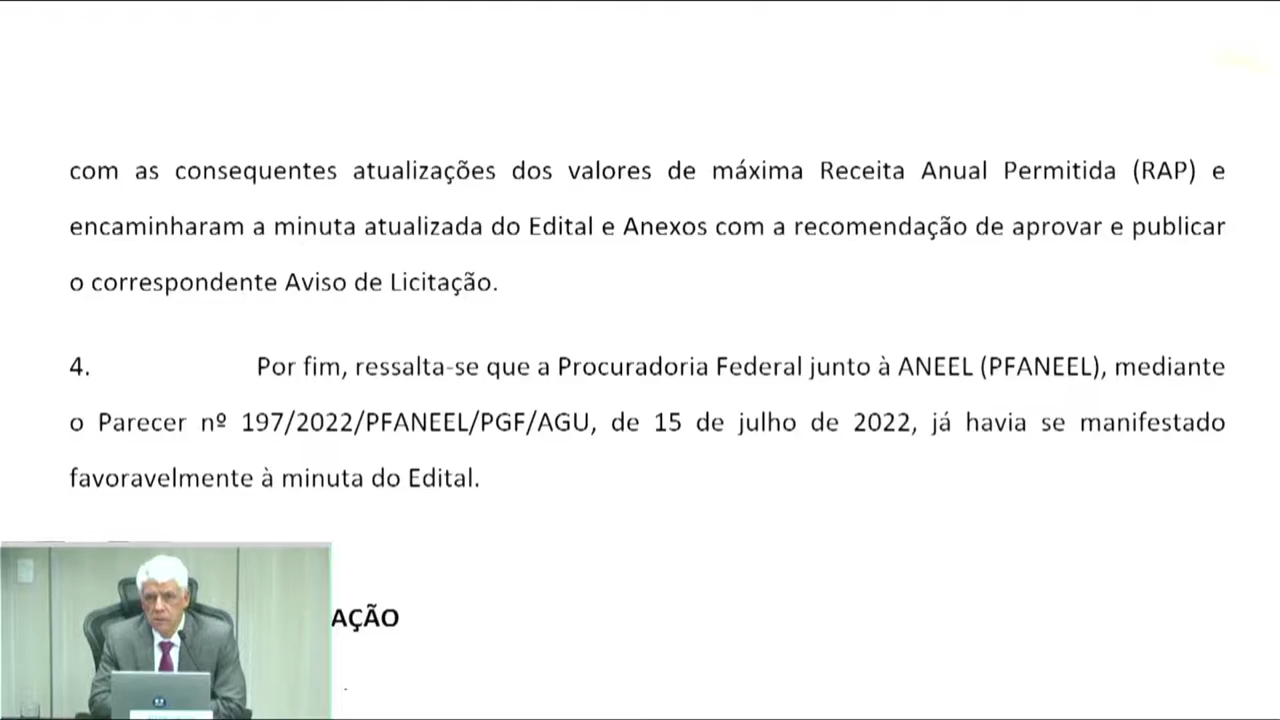 com as consequentes atualizações dos valores de máxima Receita Anual Permitida (RAP) e
encaminharam a minuta atualizada do Edital e Anexos com a recomendação de aprovar e publicar
o correspondente Aviso de Licitação.
4. Por fim, ressalta-se que a Procuradoria Federal junto à ANEEL (PFANEEL), mediante
o Parecer nº 197/2022/PFANEEL/PGF/AGU, de 15 de julho de 2022, já havia se manifestado
favoravelmente à minuta do Edital.
AÇÃO